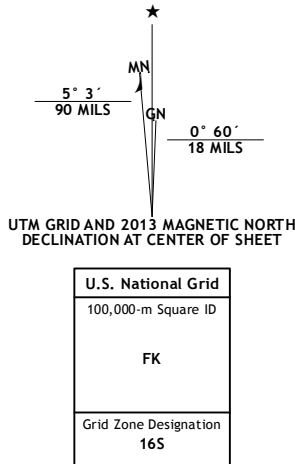 ★
MN
5° 3´
90 MILS
GN
0° 60´
18 MILS
UTM GRID AND 2013 MAGNETIC NORTH
DECLINATION AT CENTER OF SHEET
U.S. National Grid
100,000-m Square ID
FK
Grid Zone Designation
16S